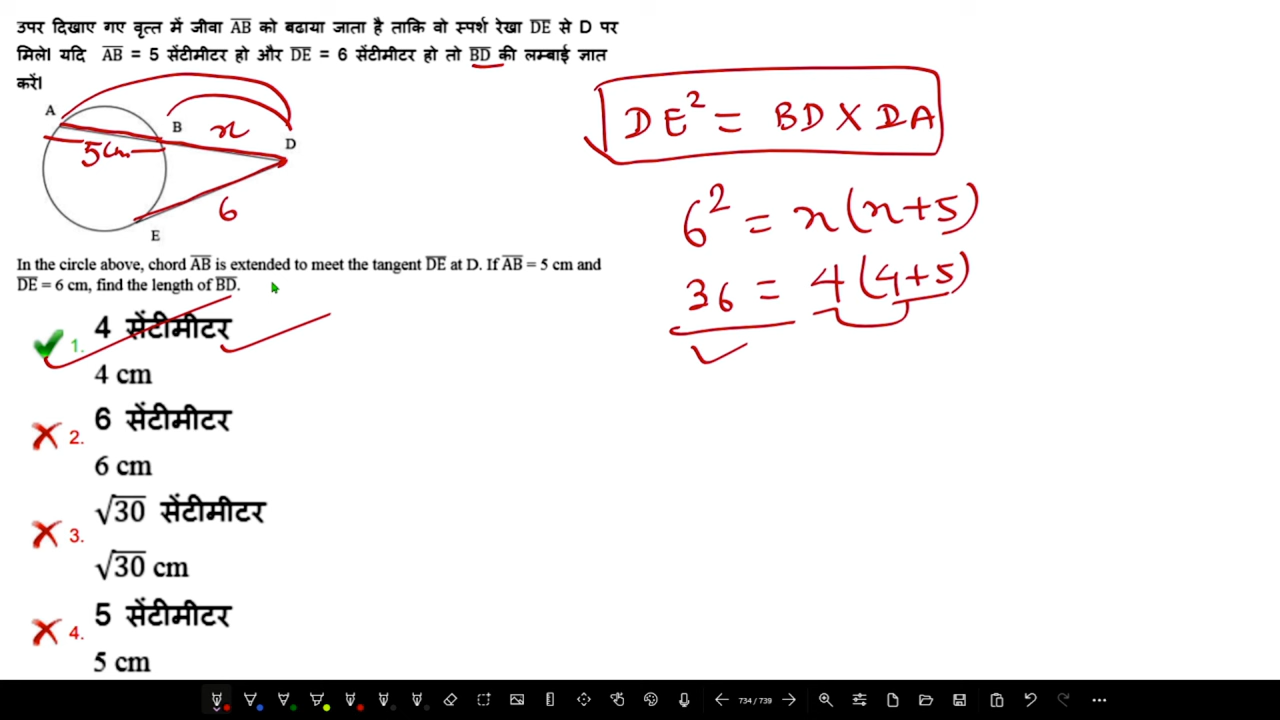 उपर दिखाए गए वृत्त में जीवा AB को बढाया जाता है ताकि वो स्पर्श रेखा DE से D पर
मिले। यदि AB = 5 सेंटीमीटर हो और DE = 6 सेंटीमीटर हो तो BD की लम्बाई ज्ञात
करें।
A
B
x
D
5cm
6
E
In the circle above, chord AB is extended to meet the tangent DE at D. If AB = 5 cm and
DE = 6 cm, find the length of BD.
1. 4 सेंटीमीटर
4 cm
2. 6 सेंटीमीटर
6 cm
3. √30 सेंटीमीटर
√30 cm
4. 5 सेंटीमीटर
5 cm
DE² = BD X DA
6² = x(x+5)
36 = 4(4+5)
734 / 739